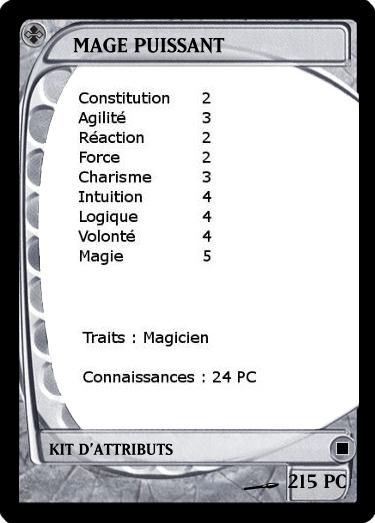 MAGE PUISSANT
Constitution 2
Agilité 3
Réaction 2
Force 2
Charisme 3
Intuition 4
Logique 4
Volonté 4
Magie 5
Traits : Magicien
Connaissances : 24 PC
KIT D'ATTRIBUTS
215 PC